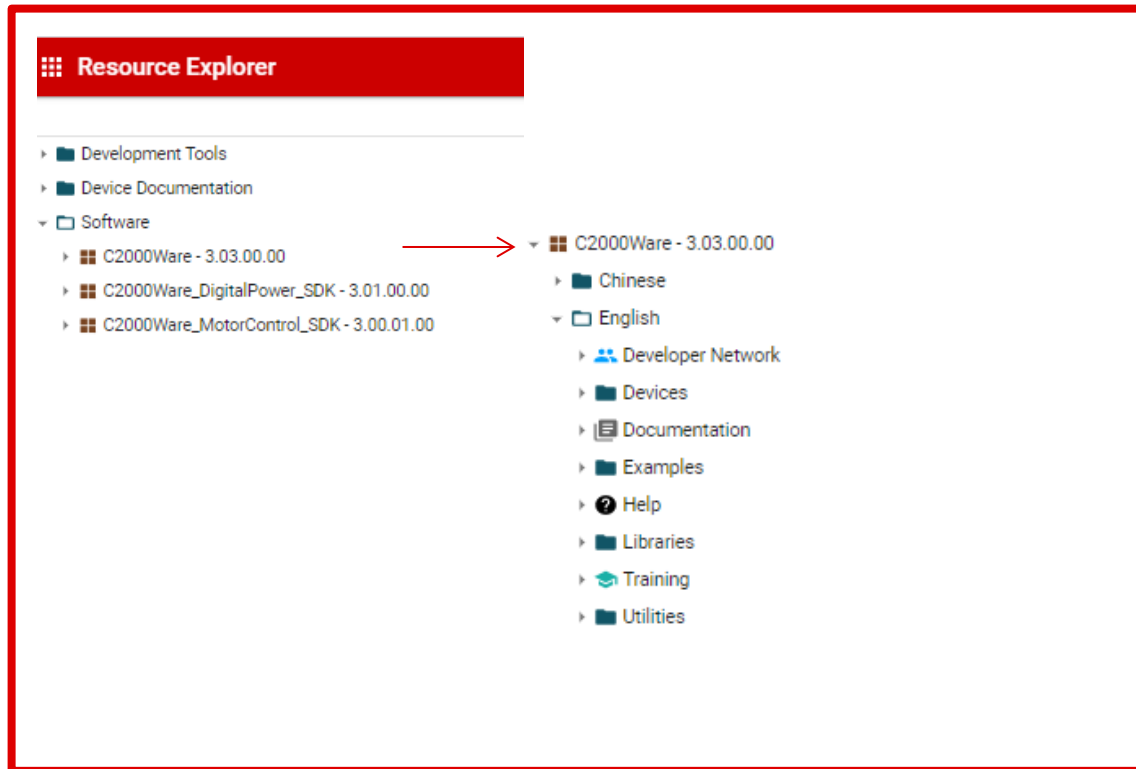 Resource Explorer
Development Tools
Device Documentation
Software
C2000Ware - 3.03.00.00
C2000Ware_DigitalPower_SDK - 3.01.00.00
C2000Ware_MotorControl_SDK - 3.00.01.00
C2000Ware - 3.03.00.00
Chinese
English
Developer Network
Devices
Documentation
Examples
Help
Libraries
Training
Utilities